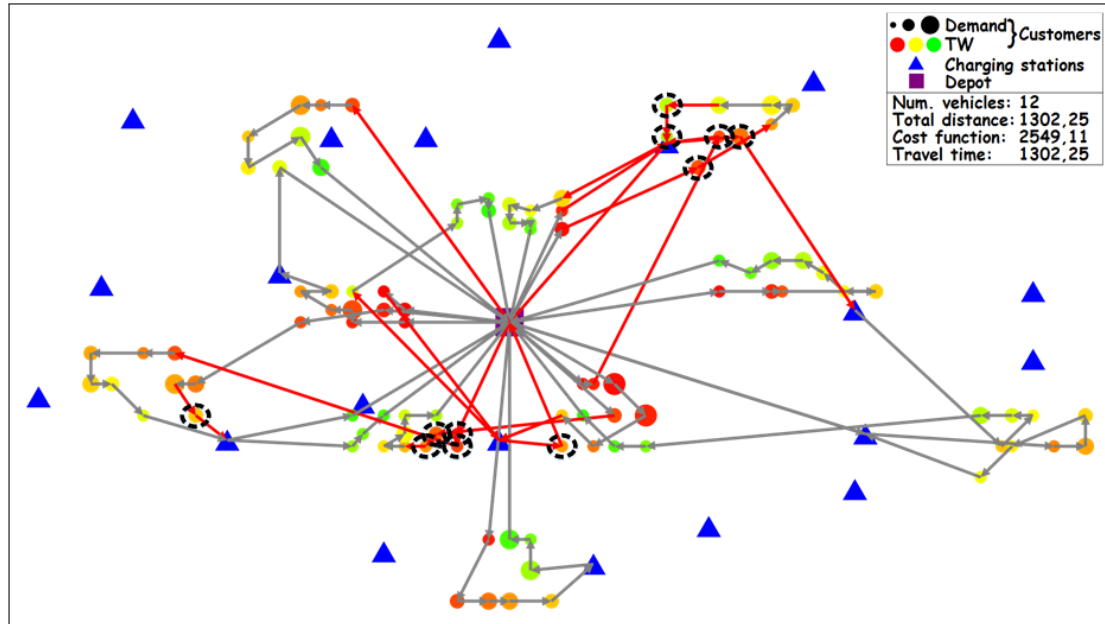 Demand
TW
} Customers
Charging stations
Depot
Num. vehicles: 12
Total distance: 1302,25
Cost function: 2549,11
Travel time: 1302,25